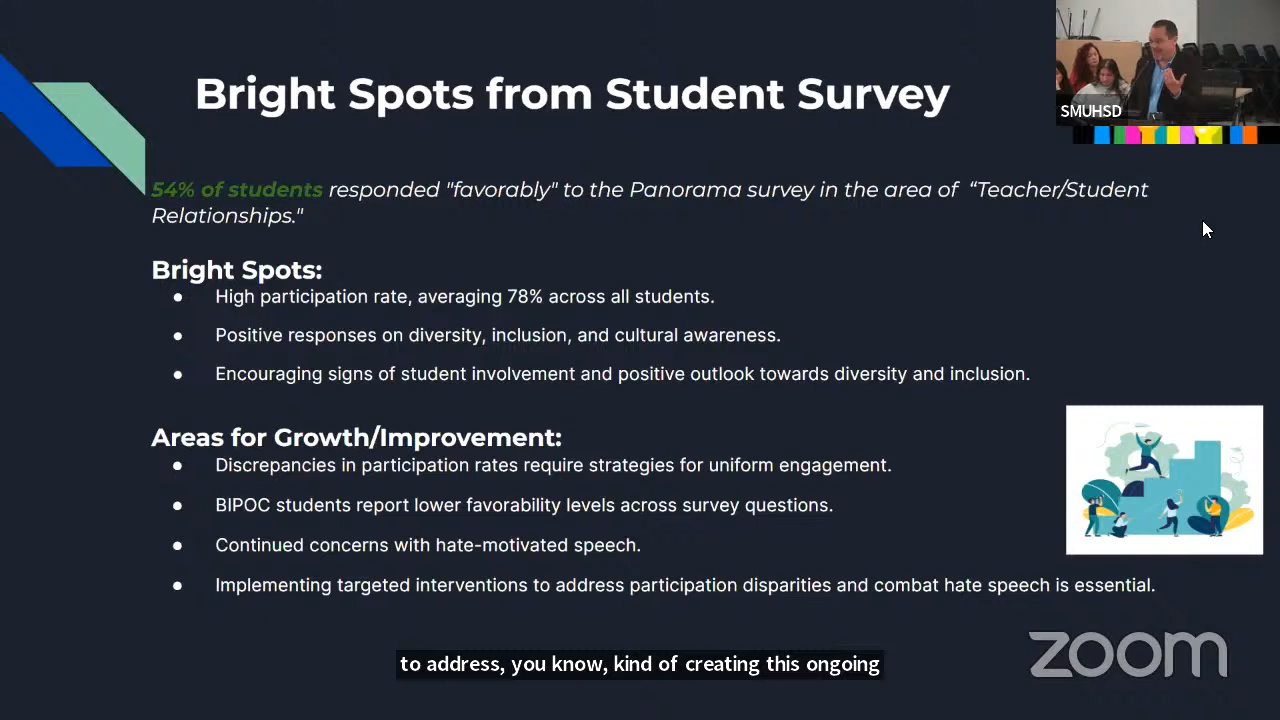 Bright Spots from Student Survey
SMUHSD
54% of students responded "favorably" to the Panorama survey in the area of “Teacher/Student
Relationships."
Bright Spots:
● High participation rate, averaging 78% across all students.
● Positive responses on diversity, inclusion, and cultural awareness.
● Encouraging signs of student involvement and positive outlook towards diversity and inclusion.
Areas for Growth/Improvement:
● Discrepancies in participation rates require strategies for uniform engagement.
● BIPOC students report lower favorability levels across survey questions.
● Continued concerns with hate-motivated speech.
● Implementing targeted interventions to address participation disparities and combat hate speech is essential.
to address, you know, kind of creating this ongoing
zoom